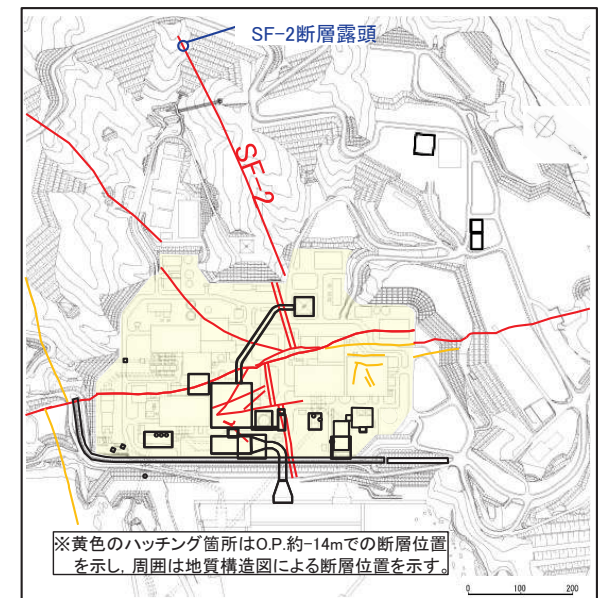 SF-2断層露頭
SF-2
※黄色のハッチング箇所はO.P.約-14mでの断層位置
を示し，周囲は地質構造図による断層位置を示す。
0 100 200